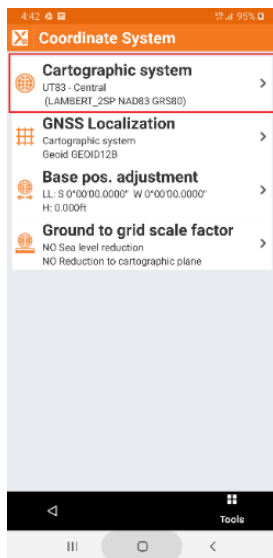 4:42
95%
Coordinate System
Cartographic system
UT83 - Central
(LAMBERT_2SP NAD83 GRS80)
GNSS Localization
Cartographic system
Geoid GEOID12B
Base pos. adjustment
LL: S 0°00'00.0000" W 0°00'00.0000"
H: 0.000ft
Ground to grid scale factor
NO Sea level reduction
NO Reduction to cartographic plane
Tools